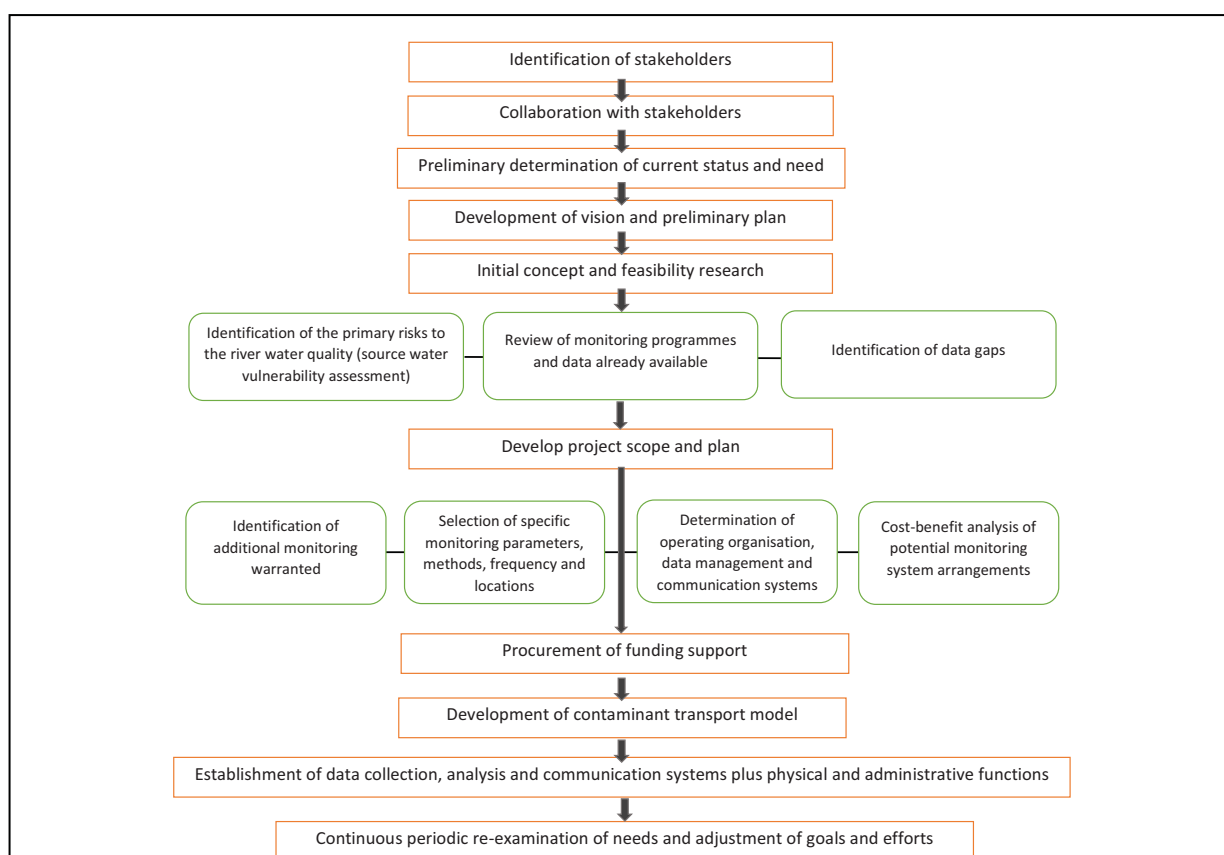 Identification of stakeholders
Collaboration with stakeholders
Preliminary determination of current status and need
Development of vision and preliminary plan
Initial concept and feasibility research
Identification of the primary risks to
the river water quality (source water
vulnerability assessment)
Review of monitoring programmes
and data already available
Identification of data gaps
Develop project scope and plan
Identification of
additional monitoring
warranted
Selection of specific
monitoring parameters,
methods, frequency and
locations
Determination of
operating organisation,
data management and
communication systems
Cost-benefit analysis of
potential monitoring
system arrangements
Procurement of funding support
Development of contaminant transport model
Establishment of data collection, analysis and communication systems plus physical and administrative functions
Continuous periodic re-examination of needs and adjustment of goals and efforts